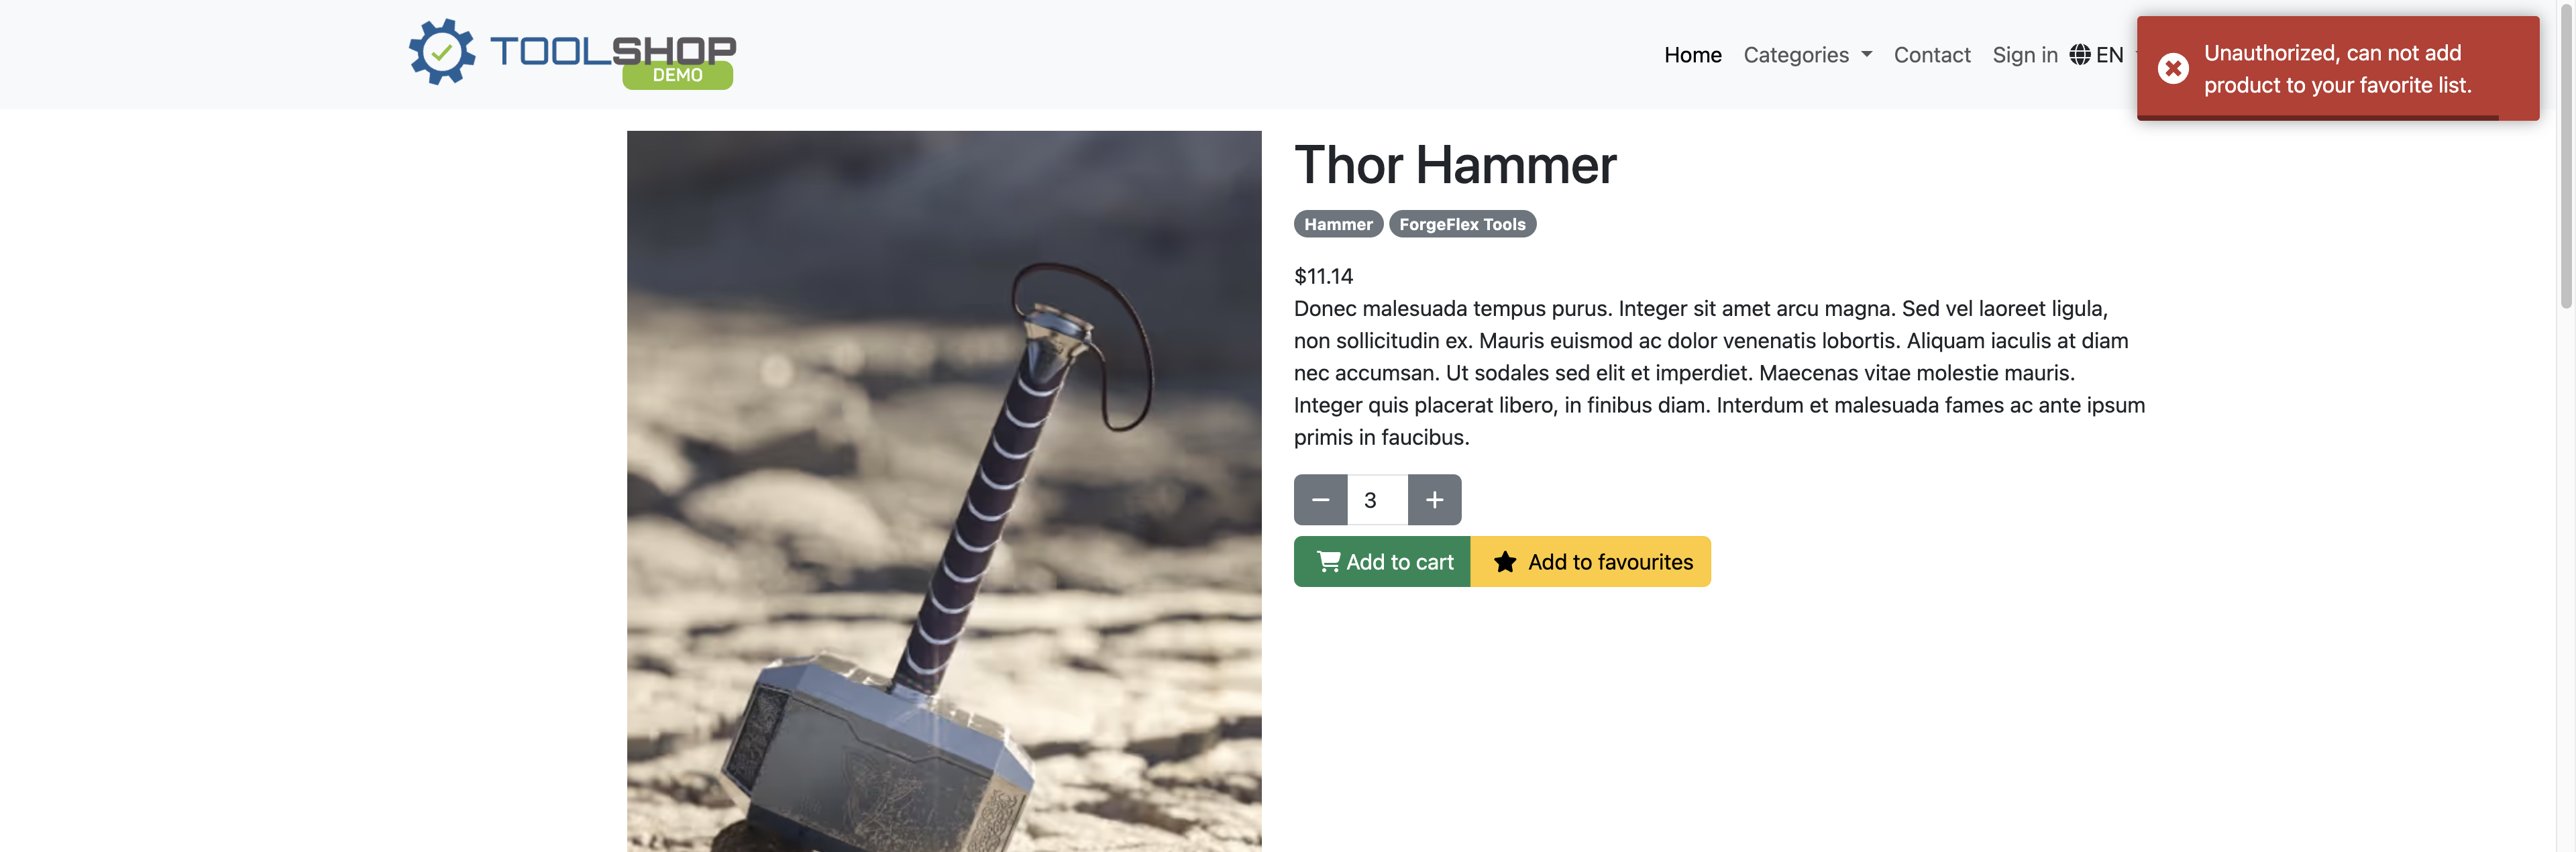 TOOLSHOP
DEMO
Home Categories Contact Sign in EN
Unauthorized, can not add
product to your favorite list.
Thor Hammer
Hammer ForgeFlex Tools
$11.14
Donec malesuada tempus purus. Integer sit amet arcu magna. Sed vel laoreet ligula,
non sollicitudin ex. Mauris euismod ac dolor venenatis lobortis. Aliquam iaculis at diam
nec accumsan. Ut sodales sed elit et imperdiet. Maecenas vitae molestie mauris.
Integer quis placerat libero, in finibus diam. Interdum et malesuada fames ac ante ipsum
primis in faucibus.
3
Add to cart Add to favourites